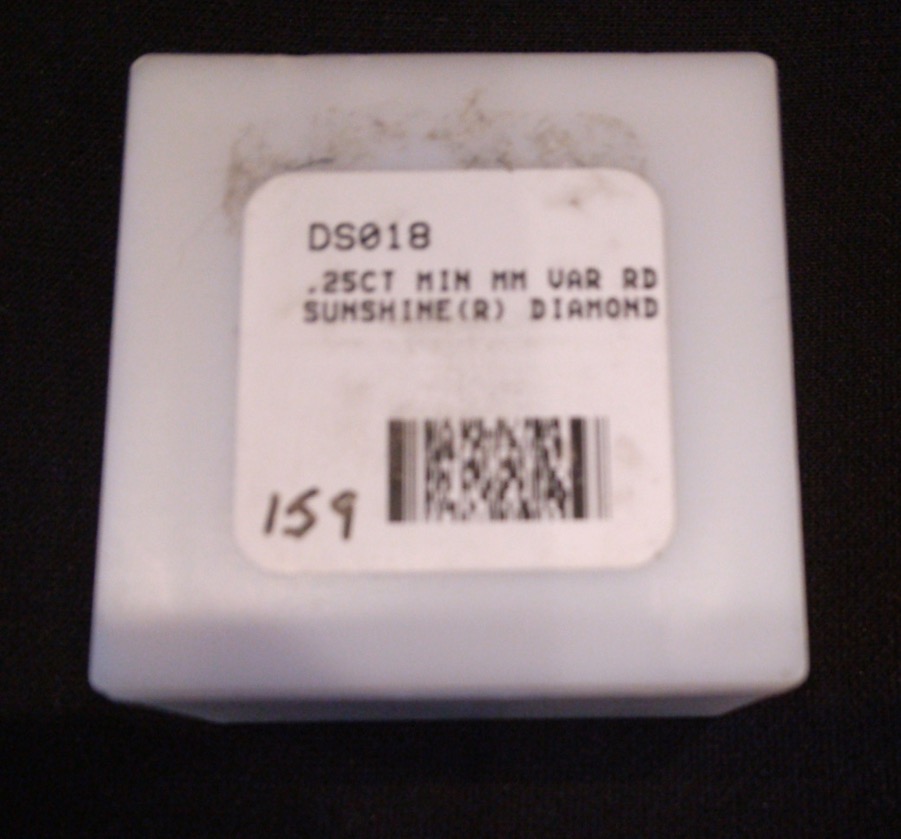 DS018
.25CT MIN MM VAR RD
SUNSHINE(R) DIAMOND
159